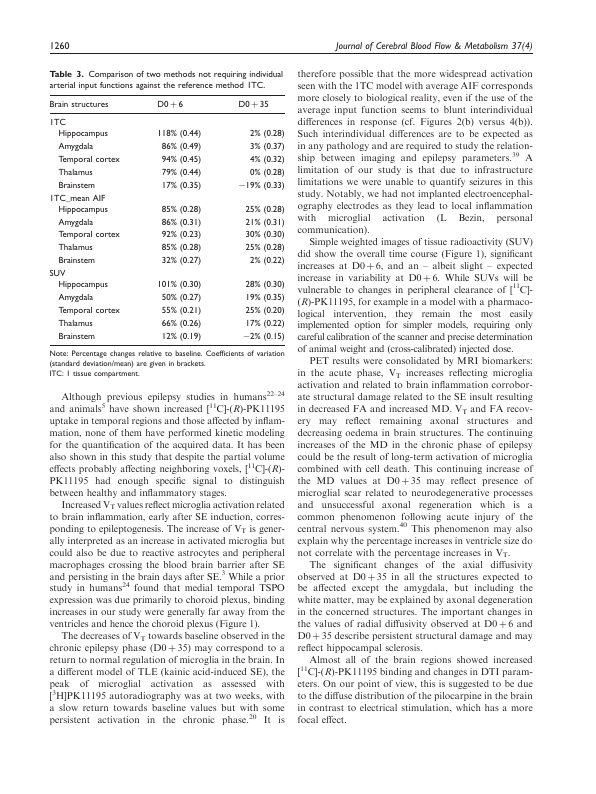 1260
Journal of Cerebral Blood Flow & Metabolism 37(4)
Table 3. Comparison of two methods not requiring individual
arterial input functions against the reference method 1TC.
Brain structures D0 + 6 D0 + 35
1TC
Hippocampus 118% (0.44) 2% (0.28)
Amygdala 86% (0.49) 3% (0.37)
Temporal cortex 94% (0.45) 4% (0.32)
Thalamus 79% (0.44) 0% (0.28)
Brainstem 17% (0.35) −19% (0.33)
1TC_mean AIF
Hippocampus 85% (0.28) 25% (0.28)
Amygdala 86% (0.31) 21% (0.31)
Temporal cortex 92% (0.23) 30% (0.30)
Thalamus 85% (0.28) 25% (0.28)
Brainstem 32% (0.27) 2% (0.22)
SUV
Hippocampus 101% (0.30) 28% (0.30)
Amygdala 50% (0.27) 19% (0.35)
Temporal cortex 55% (0.21) 25% (0.20)
Thalamus 66% (0.26) 17% (0.22)
Brainstem 12% (0.19) −2% (0.15)
Note: Percentage changes relative to baseline. Coefficients of variation
(standard deviation/mean) are given in brackets.
1TC: 1 tissue compartment.
Although previous epilepsy studies in humans22–24
and animals5 have shown increased [11C]-(R)-PK11195
uptake in temporal regions and those affected by inflam-
mation, none of them have performed kinetic modeling
for the quantification of the acquired data. It has been
also shown in this study that despite the partial volume
effects probably affecting neighboring voxels, [11C]-(R)-
PK11195 had enough specific signal to distinguish
between healthy and inflammatory stages.
Increased VT values reflect microglia activation related
to brain inflammation, early after SE induction, corres-
ponding to epileptogenesis. The increase of VT is gener-
ally interpreted as an increase in activated microglia but
could also be due to reactive astrocytes and peripheral
macrophages crossing the blood brain barrier after SE
and persisting in the brain days after SE.3 While a prior
study in humans24 found that medial temporal TSPO
expression was due primarily to choroid plexus, binding
increases in our study were generally far away from the
ventricles and hence the choroid plexus (Figure 1).
The decreases of VT towards baseline observed in the
chronic epilepsy phase (D0 + 35) may correspond to a
return to normal regulation of microglia in the brain. In
a different model of TLE (kainic acid-induced SE), the
peak of microglial activation as assessed with
[3H]PK11195 autoradiography was at two weeks, with
a slow return towards baseline values but with some
persistent activation in the chronic phase.20 It is
therefore possible that the more widespread activation
seen with the 1TC model with average AIF corresponds
more closely to biological reality, even if the use of the
average input function seems to blunt interindividual
differences in response (cf. Figures 2(b) versus 4(b)).
Such interindividual differences are to be expected as
in any pathology and are required to study the relation-
ship between imaging and epilepsy parameters.39 A
limitation of our study is that due to infrastructure
limitations we were unable to quantify seizures in this
study. Notably, we had not implanted electroencephal-
ography electrodes as they lead to local inflammation
with microglial activation (L Bezin, personal
communication).
Simple weighted images of tissue radioactivity (SUV)
did show the overall time course (Figure 1), significant
increases at D0 + 6, and an – albeit slight – expected
increase in variability at D0 + 6. While SUVs will be
vulnerable to changes in peripheral clearance of [11C]-
(R)-PK11195, for example in a model with a pharmaco-
logical intervention, they remain the most easily
implemented option for simpler models, requiring only
careful calibration of the scanner and precise determination
of animal weight and (cross-calibrated) injected dose.
PET results were consolidated by MRI biomarkers:
in the acute phase, VT increases reflecting microglia
activation and related to brain inflammation corrobor-
ate structural damage related to the SE insult resulting
in decreased FA and increased MD. VT and FA recov-
ery may reflect remaining axonal structures and
decreasing oedema in brain structures. The continuing
increases of the MD in the chronic phase of epilepsy
could be the result of long-term activation of microglia
combined with cell death. This continuing increase of
the MD values at D0 + 35 may reflect presence of
microglial scar related to neurodegenerative processes
and unsuccessful axonal regeneration which is a
common phenomenon following acute injury of the
central nervous system.40 This phenomenon may also
explain why the percentage increases in ventricle size do
not correlate with the percentage increases in VT.
The significant changes of the axial diffusivity
observed at D0 + 35 in all the structures expected to
be affected except the amygdala, but including the
white matter, may be explained by axonal degeneration
in the concerned structures. The important changes in
the values of radial diffusivity observed at D0 + 6 and
D0 + 35 describe persistent structural damage and may
reflect hippocampal sclerosis.
Almost all of the brain regions showed increased
[11C]-(R)-PK11195 binding and changes in DTI param-
eters. On our point of view, this is suggested to be due
to the diffuse distribution of the pilocarpine in the brain
in contrast to electrical stimulation, which has a more
focal effect.